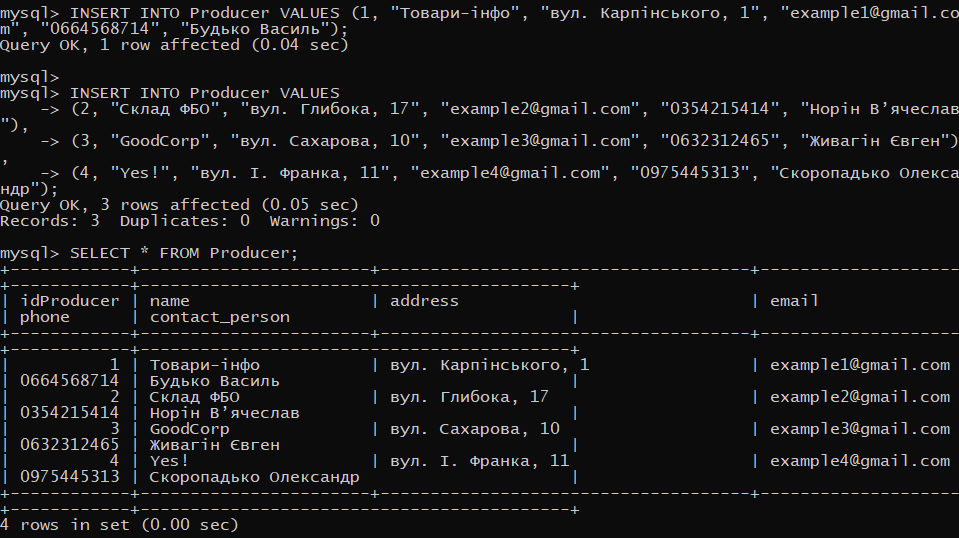 mysql> INSERT INTO Producer VALUES (1, "Товари-інфо", "вул. Карпінського, 1", "example1@gmail.co
m", "0664568714", "Будько Василь");
Query OK, 1 row affected (0.04 sec)

mysql>
mysql> INSERT INTO Producer VALUES
    -> (2, "Склад ФБО", "вул. Глибока, 17", "example2@gmail.com", "0354215414", "Норін В’ячеслав
"),
    -> (3, "GoodCorp", "вул. Сахарова, 10", "example3@gmail.com", "0632312465", "Живагін Євген")
,
    -> (4, "Yes!", "вул. І. Франка, 11", "example4@gmail.com", "0975445313", "Скоропадько Олекса
ндр");
Query OK, 3 rows affected (0.05 sec)
Records: 3  Duplicates: 0  Warnings: 0

mysql> SELECT * FROM Producer;
+------------+-----------------------+-------------------------------------+--------------------
+------------+-------------------------------------------+
| idProducer | name                  | address                             | email
| phone      | contact_person                            |
+------------+-----------------------+-------------------------------------+--------------------
+------------+-------------------------------------------+
|          1 | Товари-інфо           | вул. Карпінського, 1                | example1@gmail.com
| 0664568714 | Будько Василь                             |
|          2 | Склад ФБО             | вул. Глибока, 17                    | example2@gmail.com
| 0354215414 | Норін В’ячеслав                           |
|          3 | GoodCorp              | вул. Сахарова, 10                   | example3@gmail.com
| 0632312465 | Живагін Євген                             |
|          4 | Yes!                  | вул. І. Франка, 11                  | example4@gmail.com
| 0975445313 | Скоропадько Олександр                     |
+------------+-----------------------+-------------------------------------+--------------------
+------------+-------------------------------------------+
4 rows in set (0.00 sec)